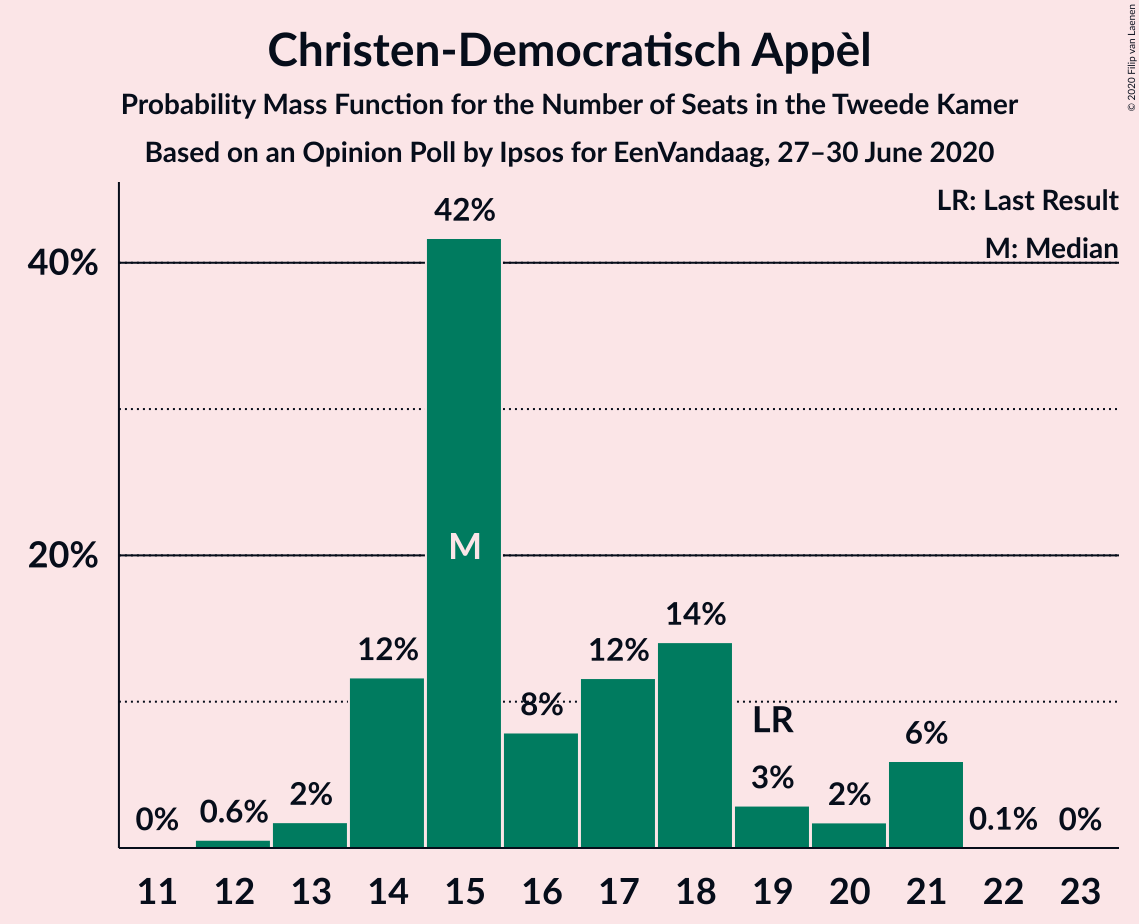 Christen-Democratisch Appèl
Probability Mass Function for the Number of Seats in the Tweede Kamer
Based on an Opinion Poll by Ipsos for EenVandaag, 27–30 June 2020
© 2020 Filip van Laenen
LR: Last Result
M: Median
40%
20%
0%
0.6%
2%
12%
42%
M
8%
12%
14%
LR
3%
2%
6%
0.1%
0%
11 12 13 14 15 16 17 18 19 20 21 22 23